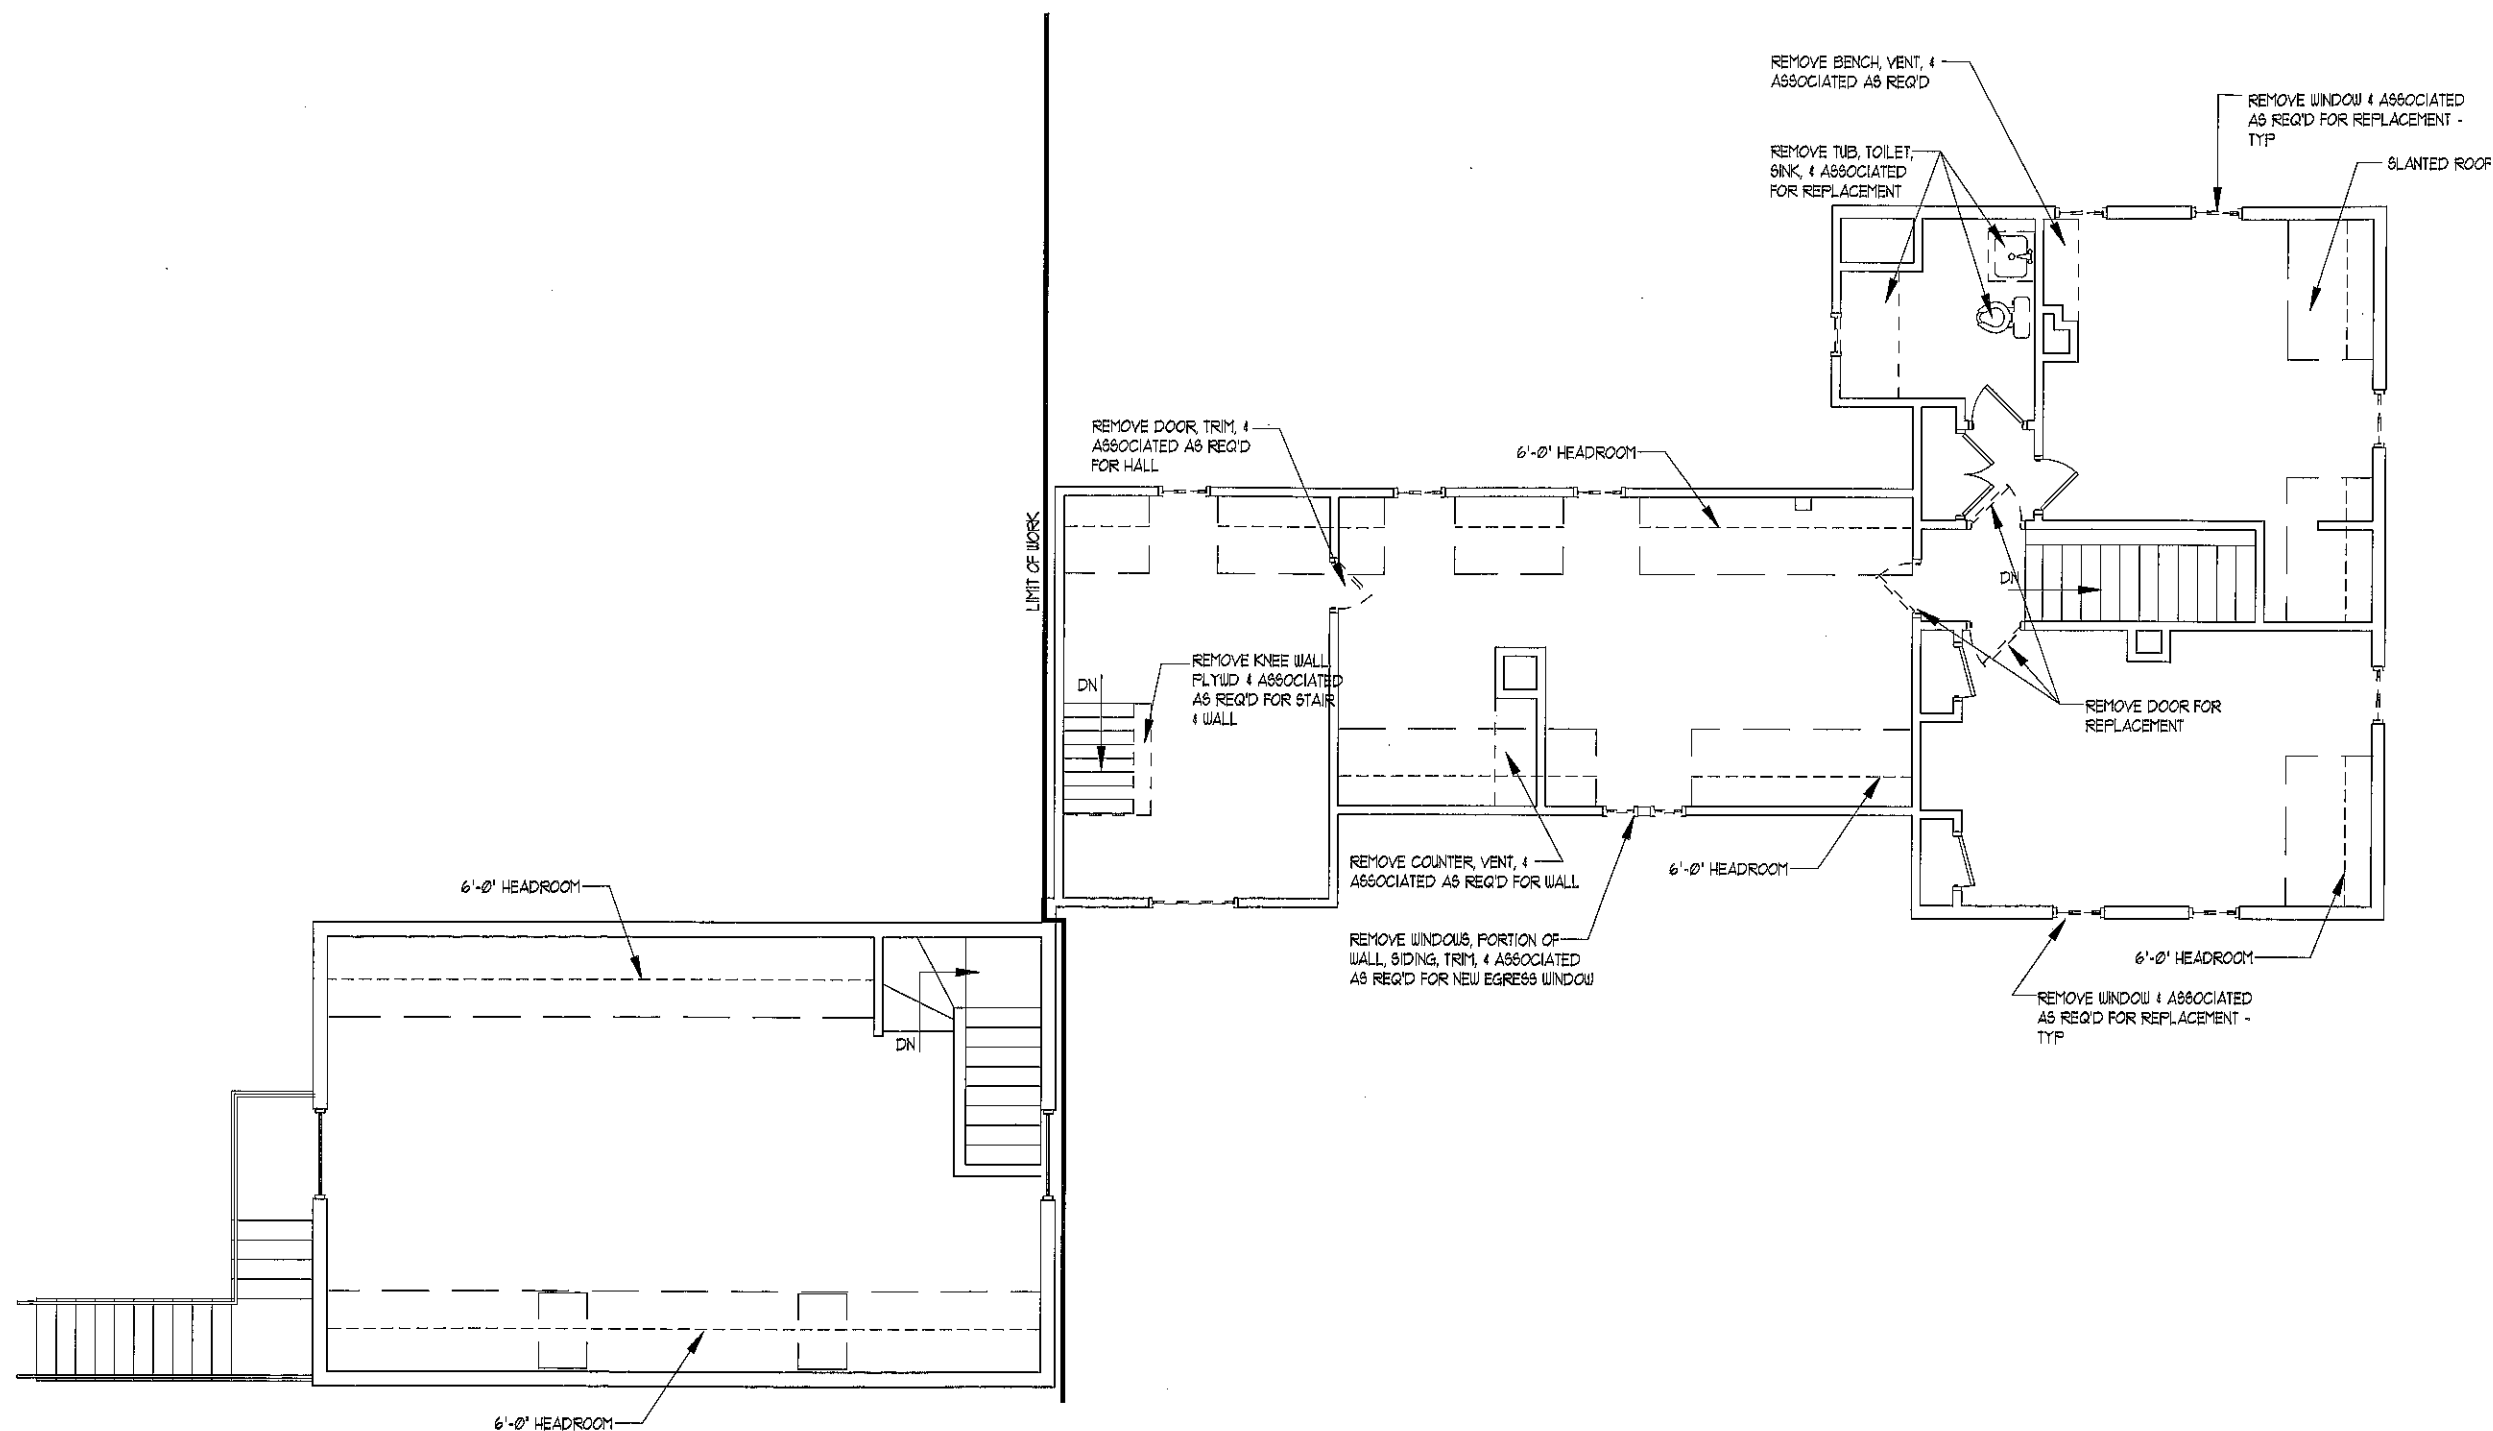 REMOVE BENCH, VENT, &
ASSOCIATED AS REQ'D
REMOVE WINDOW & ASSOCIATED
AS REQ'D FOR REPLACEMENT -
TYP
REMOVE TUB, TOILET,
SINK, & ASSOCIATED
FOR REPLACEMENT
SLANTED ROOF
REMOVE DOOR, TRIM, &
ASSOCIATED AS REQ'D
FOR HALL
6'-0" HEADROOM
LIMIT OF WORK
DN
REMOVE KNEE WALL,
PLYWD & ASSOCIATED
AS REQ'D FOR STAIR
& WALL
DN
REMOVE DOOR FOR
REPLACEMENT
REMOVE COUNTER, VENT, &
ASSOCIATED AS REQ'D FOR WALL
6'-0" HEADROOM
6'-0" HEADROOM
REMOVE WINDOWS, PORTION OF
WALL, SIDING, TRIM, & ASSOCIATED
AS REQ'D FOR NEW EGRESS WINDOW
6'-0" HEADROOM
REMOVE WINDOW & ASSOCIATED
AS REQ'D FOR REPLACEMENT -
TYP
DN
6'-0" HEADROOM